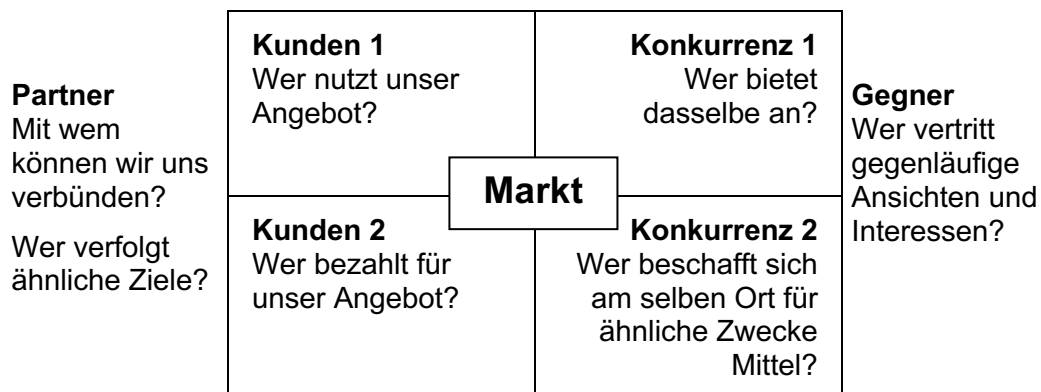 Partner
Mit wem
können wir uns
verbünden?
Wer verfolgt
ähnliche Ziele?
Kunden 1
Wer nutzt unser
Angebot?
Konkurrenz 1
Wer bietet
dasselbe an?
Markt
Kunden 2
Wer bezahlt für
unser Angebot?
Konkurrenz 2
Wer beschafft sich
am selben Ort für
ähnliche Zwecke
Mittel?
Gegner
Wer vertritt
gegenläufige
Ansichten und
Interessen?